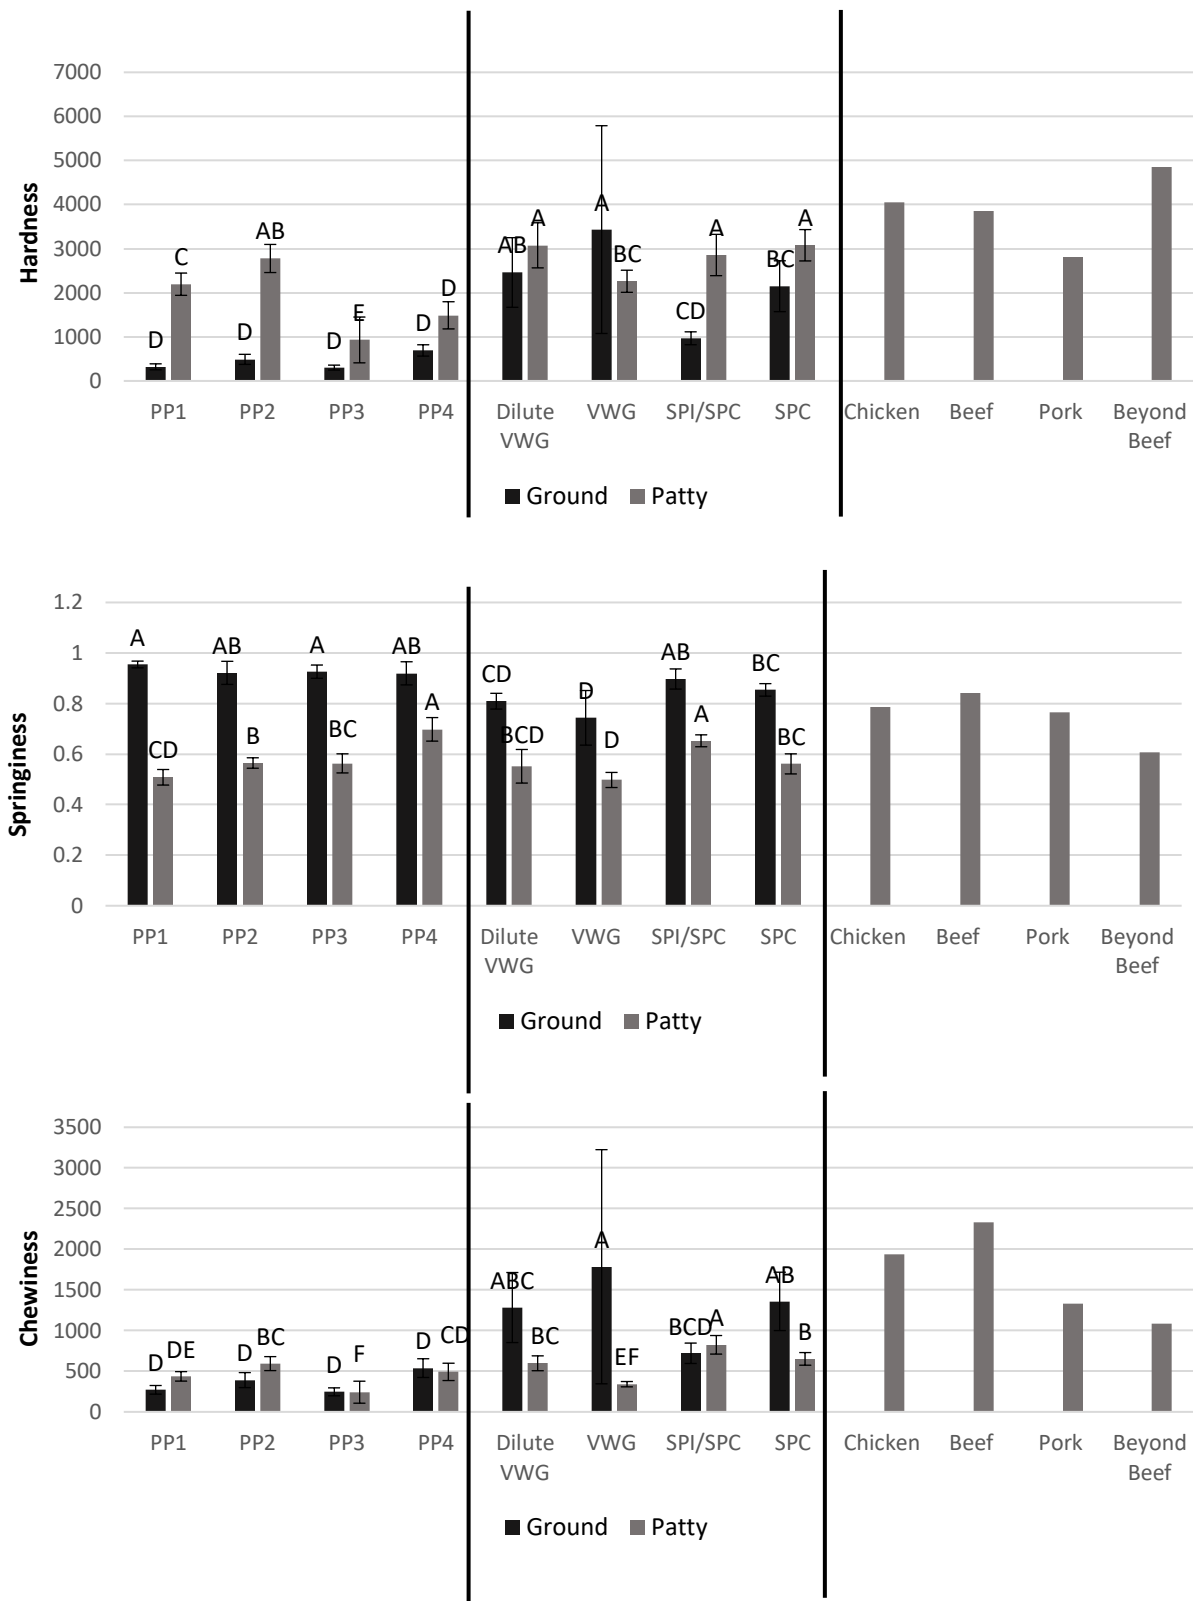 7000
6000
5000
4000
3000
2000
1000
0
Hardness
D C D AB D E D D
AB A A BC CD A BC A
PP1 PP2 PP3 PP4 Dilute VWG VWG SPI/SPC SPC Chicken Beef Pork Beyond Beef
Ground Patty
1.2
1
0.8
0.6
0.4
0.2
0
Springiness
A CD AB B A BC AB A
CD BCD D D AB A BC BC
PP1 PP2 PP3 PP4 Dilute VWG VWG SPI/SPC SPC Chicken Beef Pork Beyond Beef
Ground Patty
3500
3000
2500
2000
1500
1000
500
0
Chewiness
D DE D BC D F D CD
ABC BC A EF BCD A AB B
PP1 PP2 PP3 PP4 Dilute VWG VWG SPI/SPC SPC Chicken Beef Pork Beyond Beef
Ground Patty